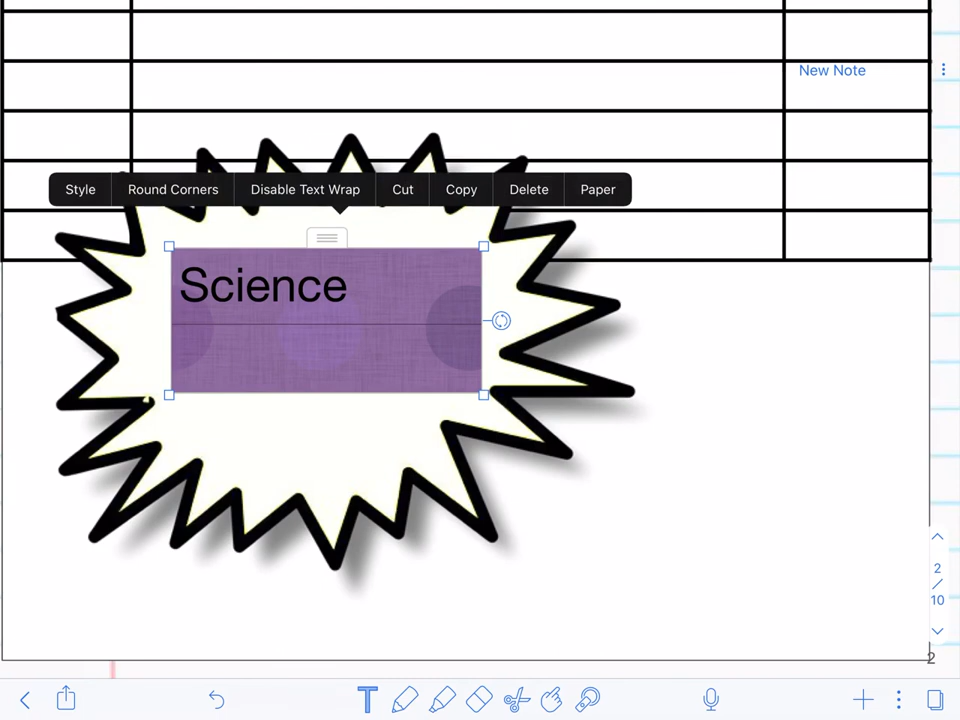 New Note
Style Round Corners Disable Text Wrap Cut Copy Delete Paper
Science
2
/
10
2
T